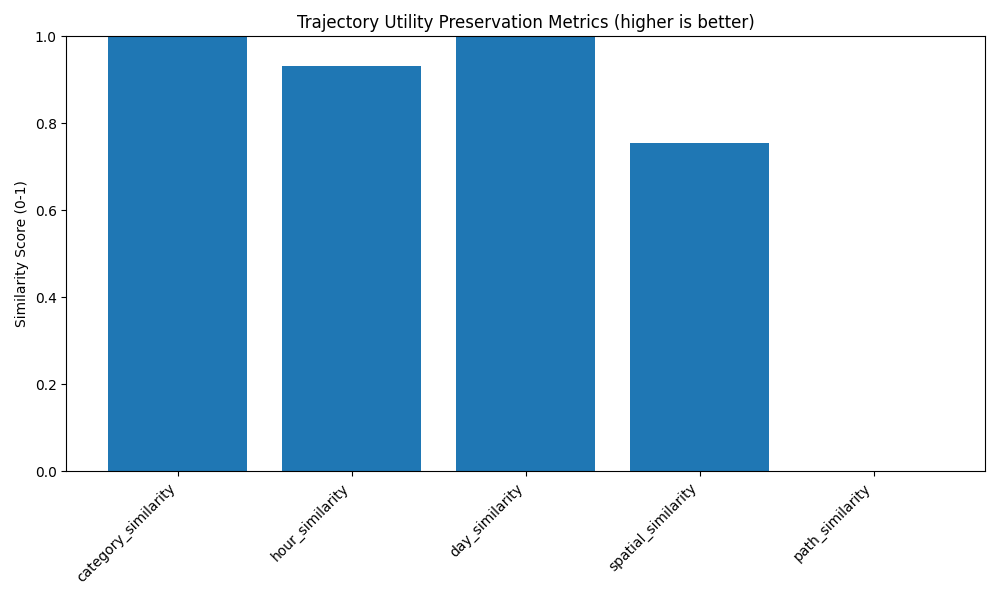 Trajectory Utility Preservation Metrics (higher is better)
Similarity Score (0-1)
1.0
0.8
0.6
0.4
0.2
0.0
category_similarity
hour_similarity
day_similarity
spatial_similarity
path_similarity